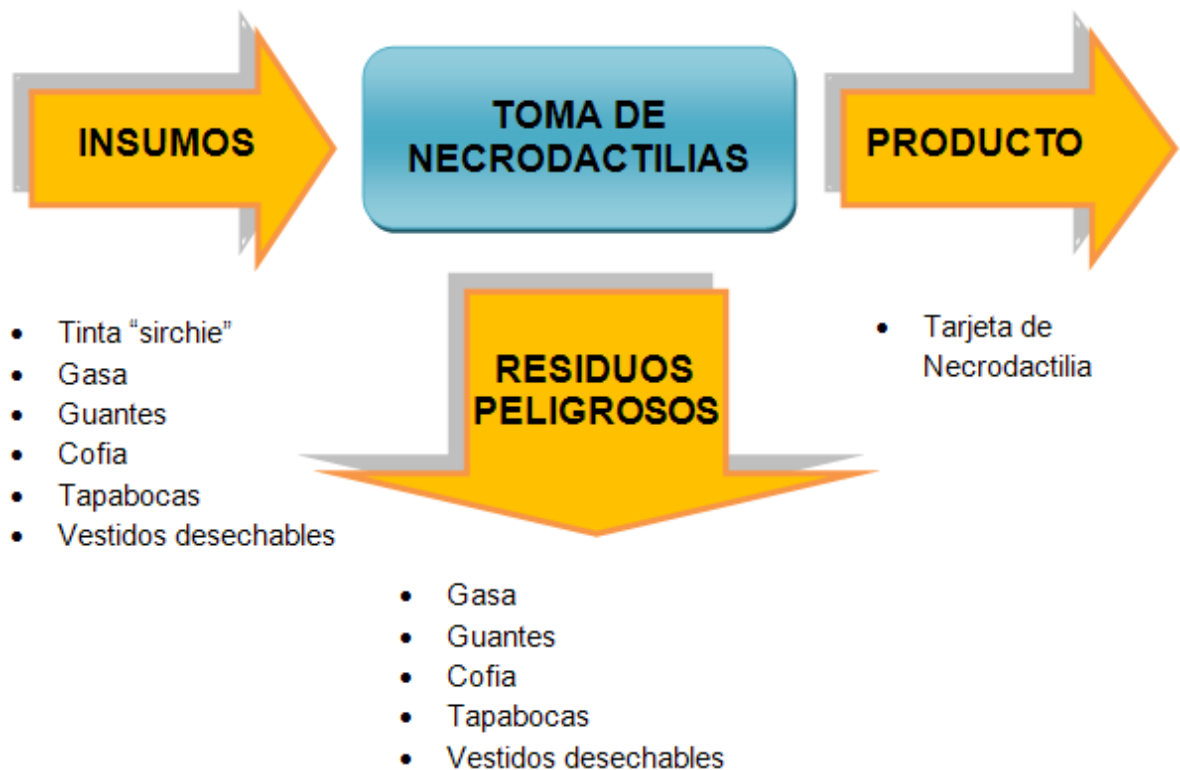 INSUMOS
TOMA DE
NECRODACTILIAS
PRODUCTO
• Tinta “sirchie”
• Gasa
• Guantes
• Cofia
• Tapabocas
• Vestidos desechables
RESIDUOS
PELIGROSOS
• Tarjeta de
Necrodactilia
• Gasa
• Guantes
• Cofia
• Tapabocas
• Vestidos desechables